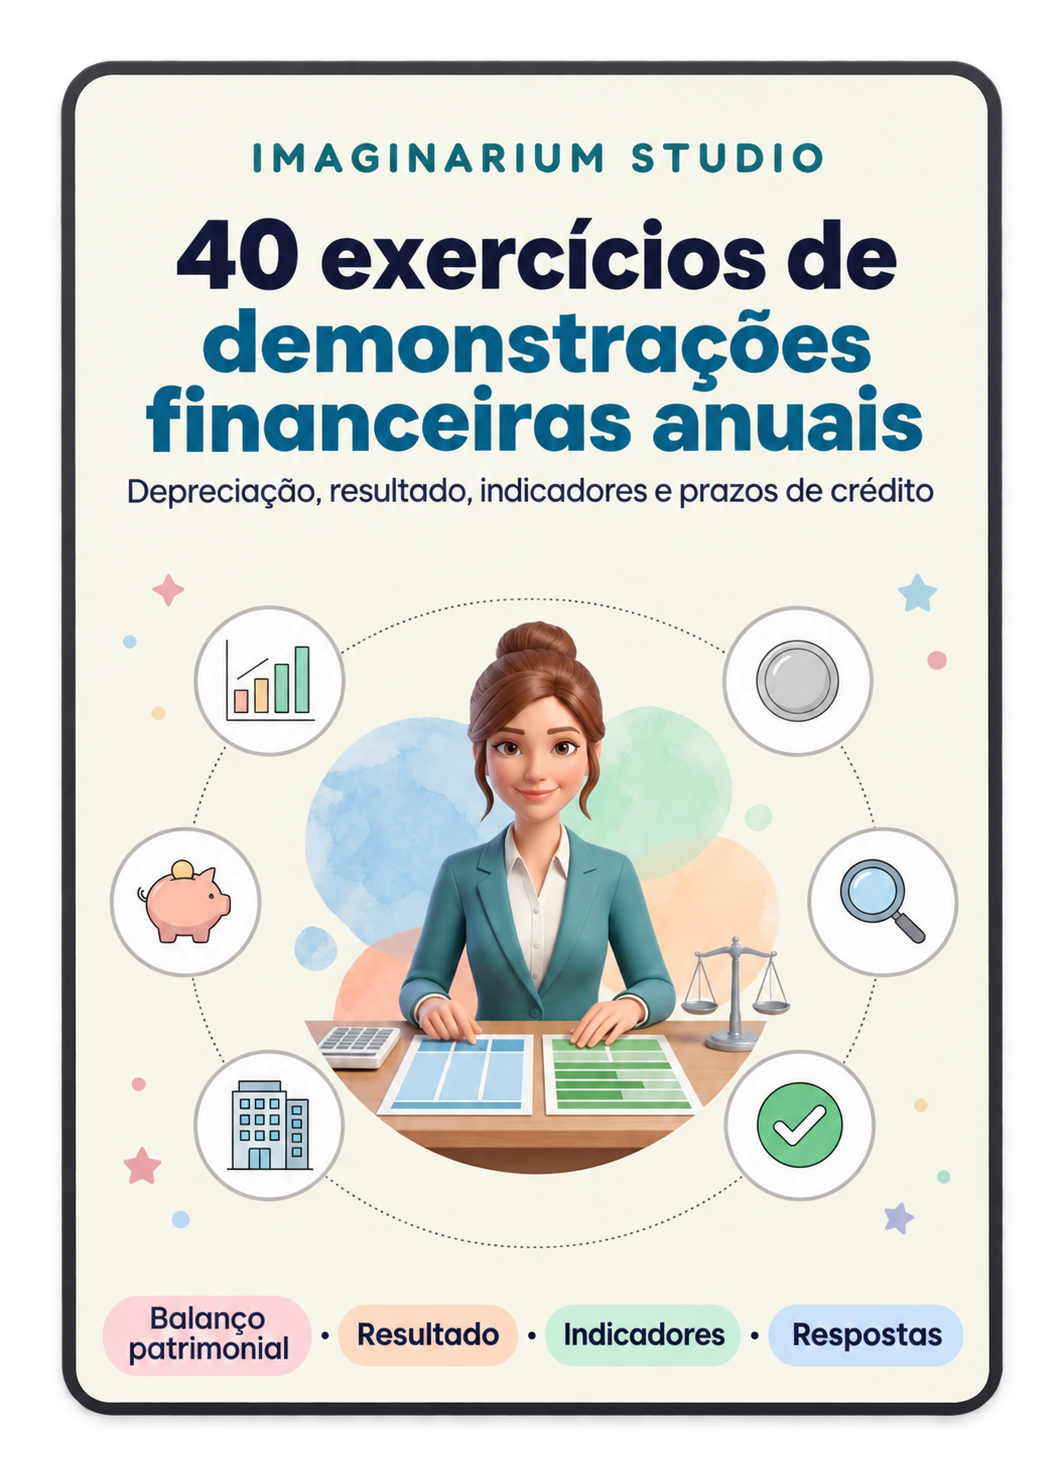 IMAGINARIUM STUDIO
40 exercícios de
demonstrações
financeiras anuais
Depreciação, resultado, indicadores e prazos de crédito
Balanço
patrimonial • Resultado • Indicadores • Respostas